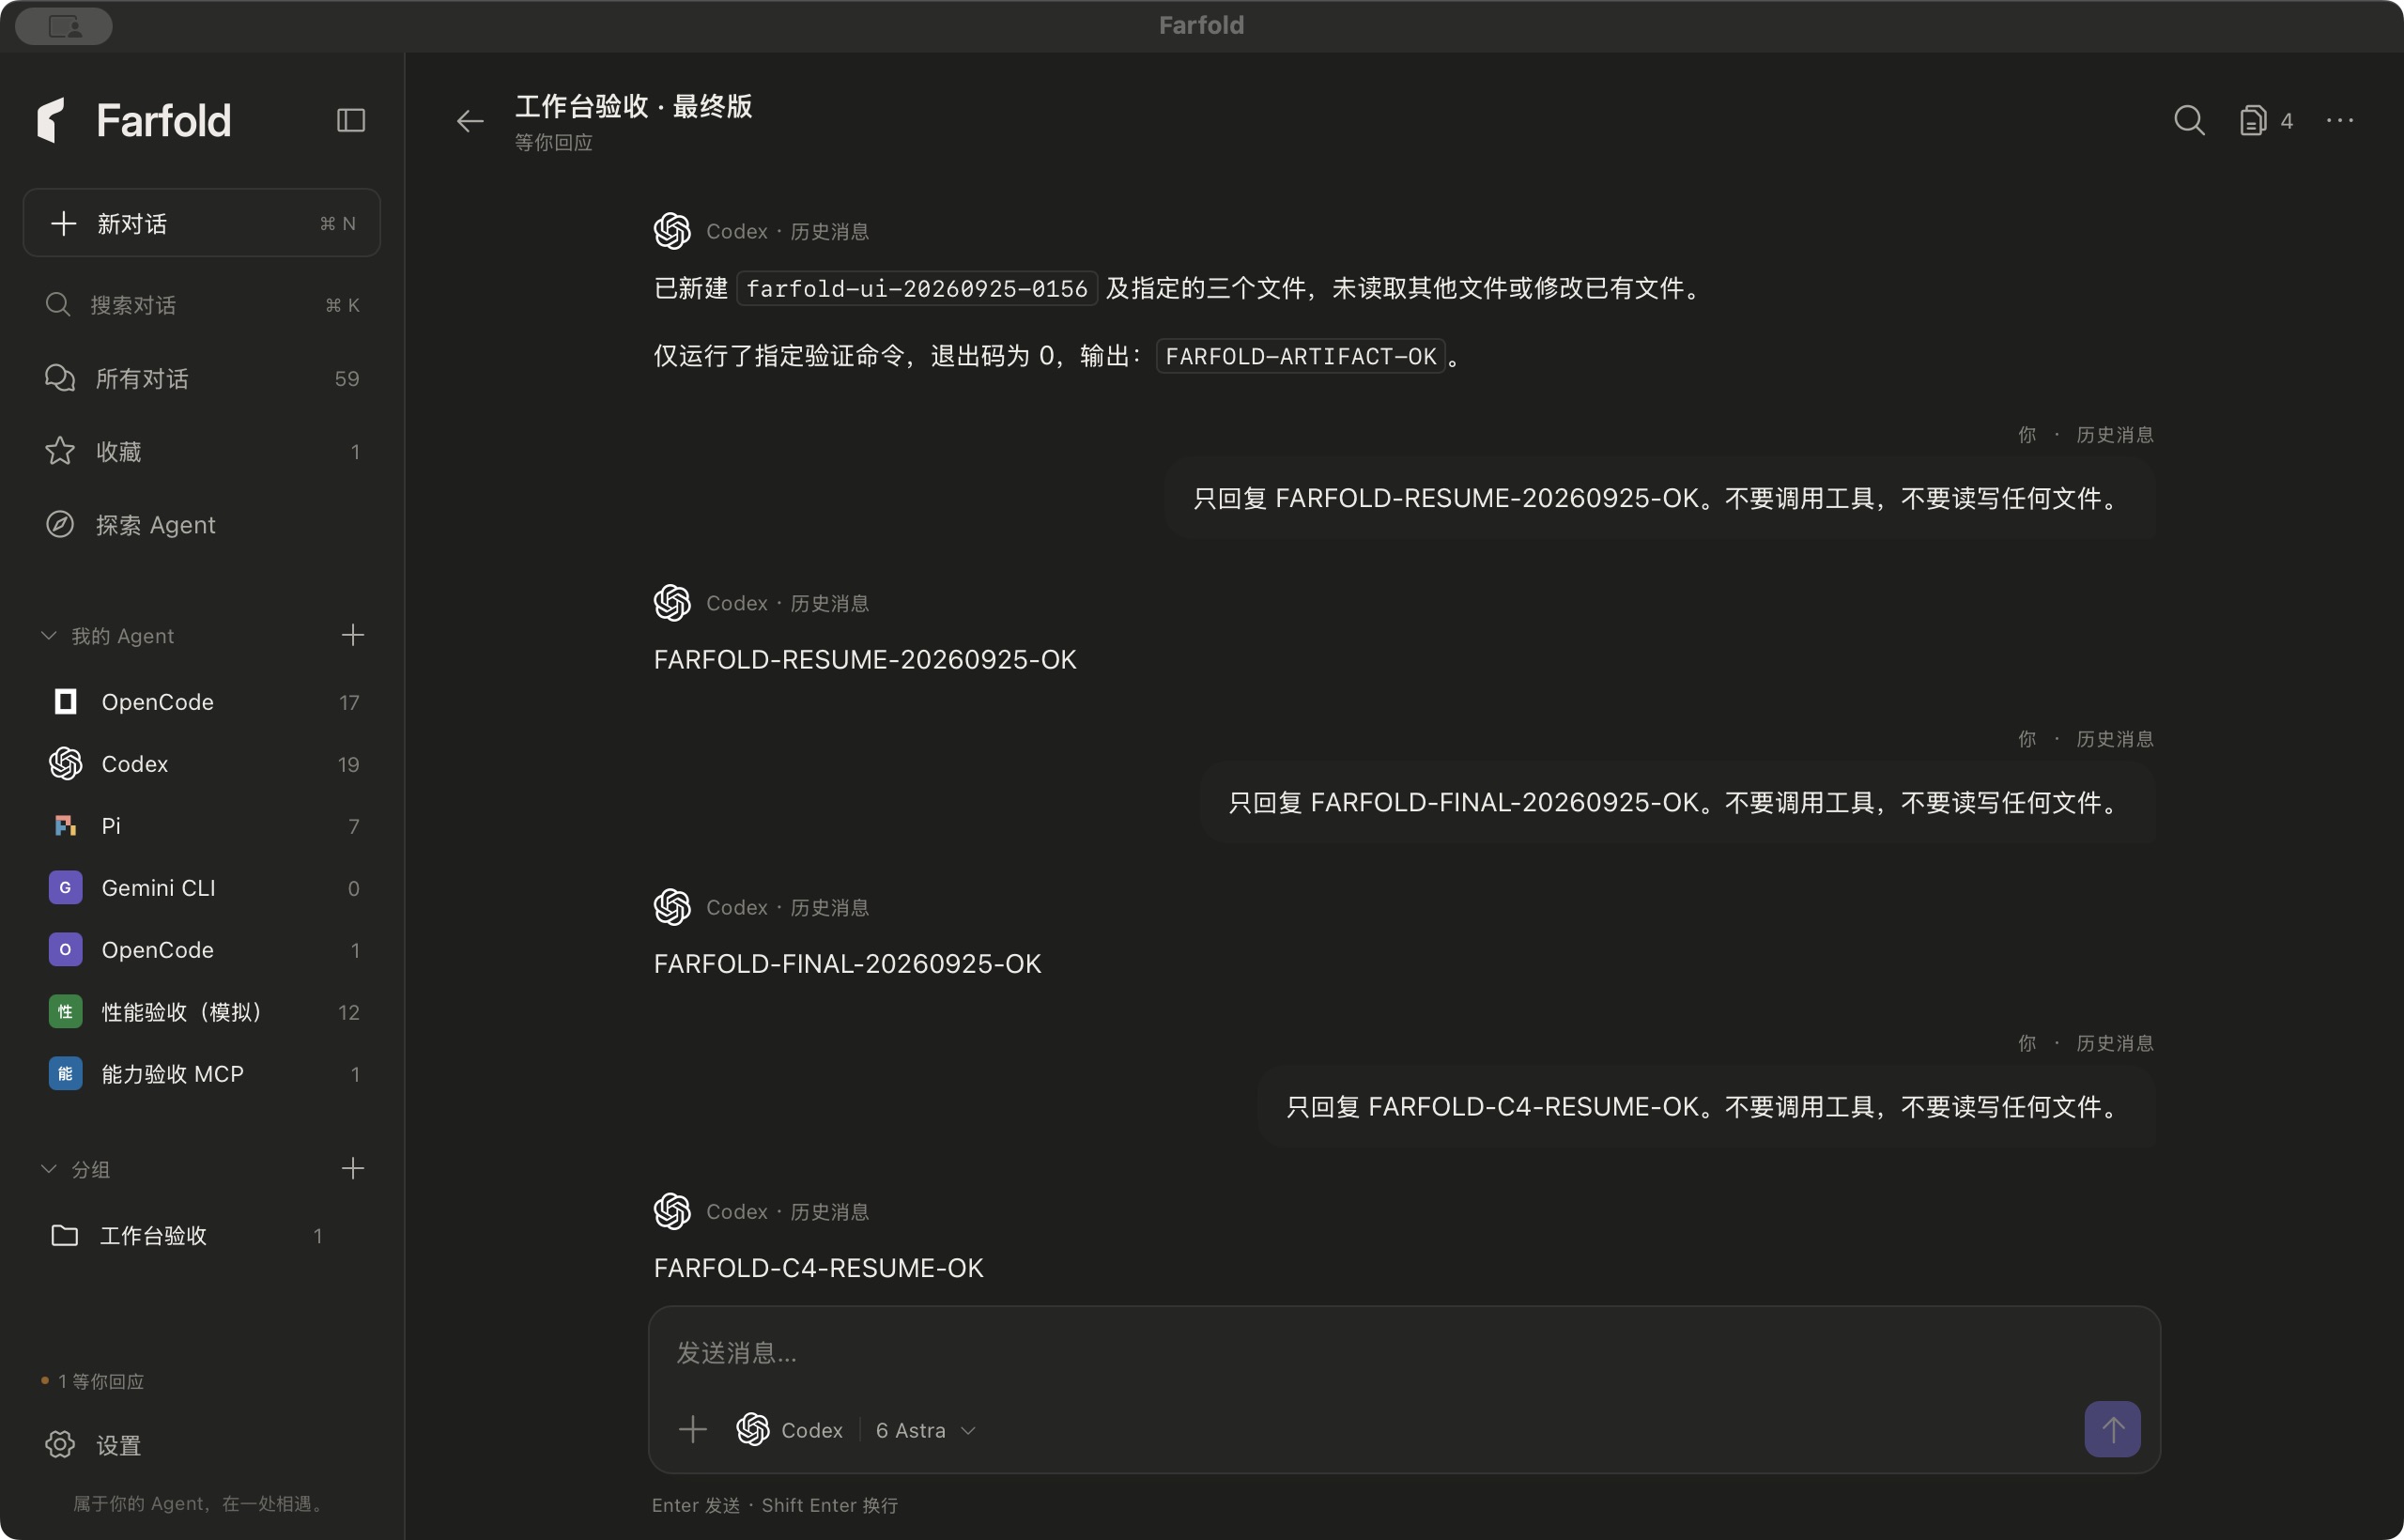 Farfold
Farfold
新对话 ⌘ N
搜索对话 ⌘ K
所有对话 59
收藏 1
探索 Agent
我的 Agent
OpenCode 17
Codex 19
Pi 7
G Gemini CLI 0
O OpenCode 1
性 性能验收（模拟） 12
能 能力验收 MCP 1
分组
工作台验收 1
1 等你回应
设置
属于你的 Agent，在一处相遇。
工作台验收 · 最终版
等你回应
4
Codex · 历史消息
已新建 farfold-ui-20260925-0156 及指定的三个文件，未读取其他文件或修改已有文件。
仅运行了指定验证命令，退出码为 0，输出： FARFOLD-ARTIFACT-OK 。
你 · 历史消息
只回复 FARFOLD-RESUME-20260925-OK。不要调用工具，不要读写任何文件。
Codex · 历史消息
FARFOLD-RESUME-20260925-OK
你 · 历史消息
只回复 FARFOLD-FINAL-20260925-OK。不要调用工具，不要读写任何文件。
Codex · 历史消息
FARFOLD-FINAL-20260925-OK
你 · 历史消息
只回复 FARFOLD-C4-RESUME-OK。不要调用工具，不要读写任何文件。
Codex · 历史消息
FARFOLD-C4-RESUME-OK
发送消息...
Codex 6 Astra
Enter 发送 · Shift Enter 换行